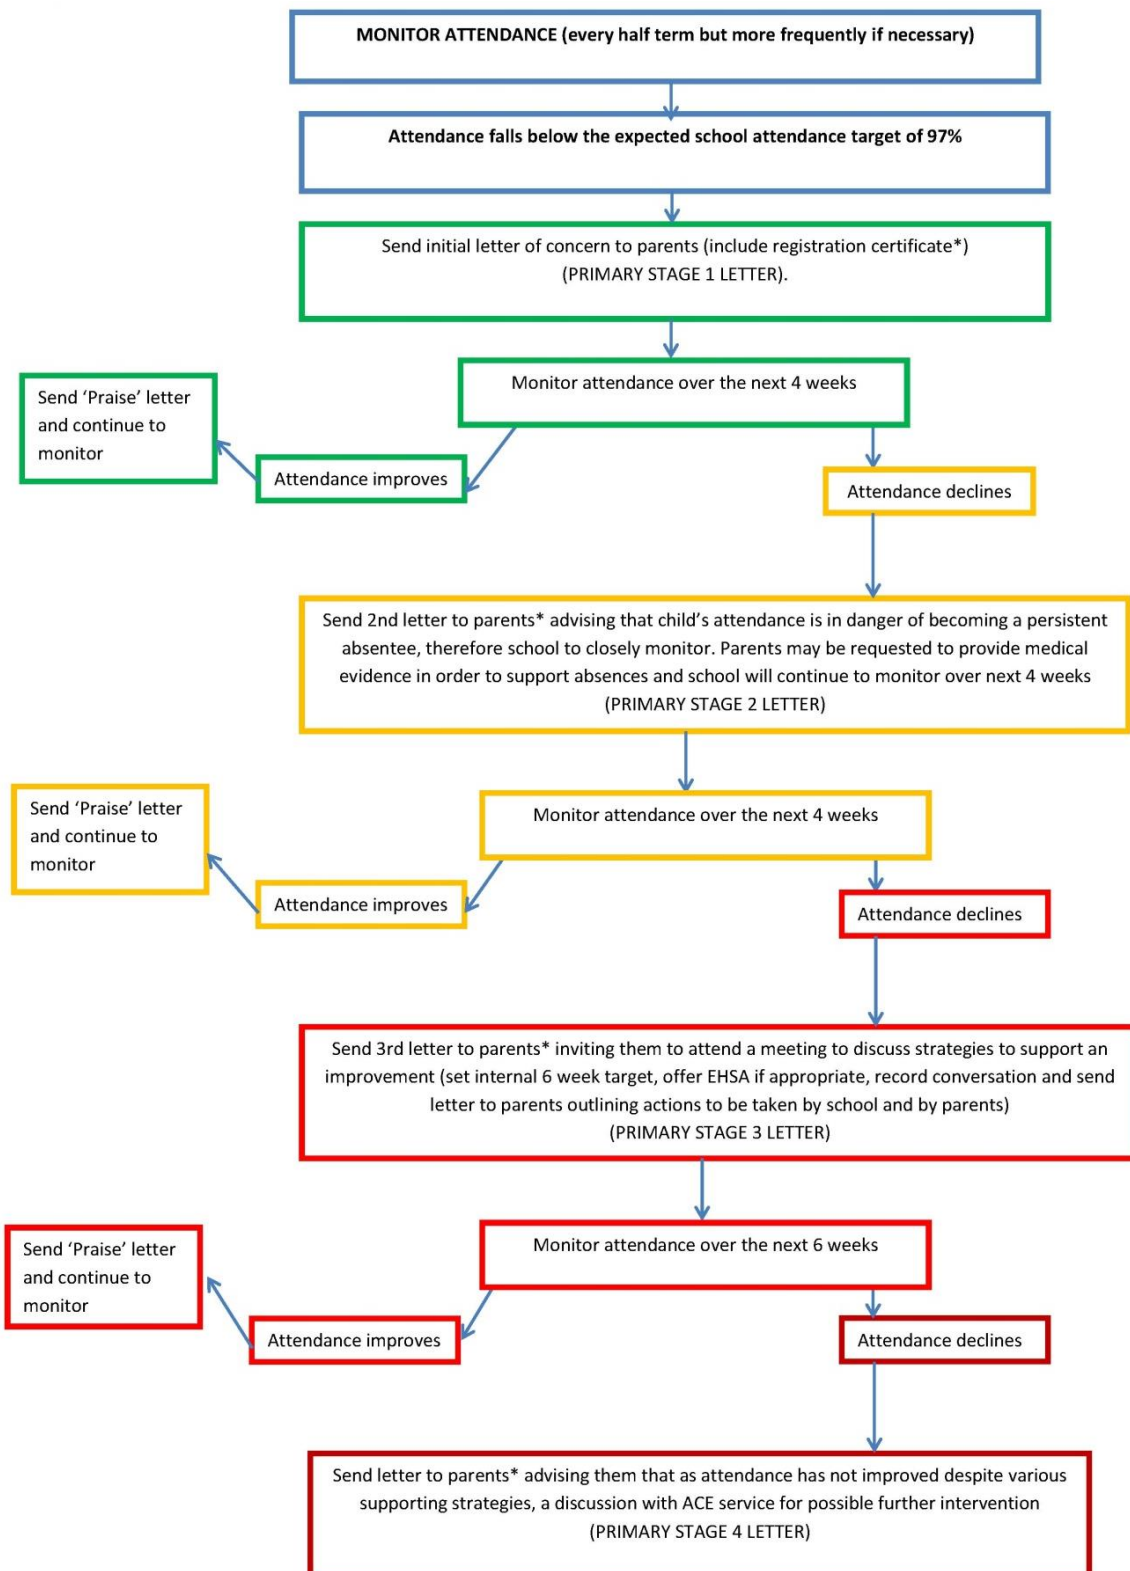 MONITOR ATTENDANCE (every half term but more frequently if necessary)
Attendance falls below the expected school attendance target of 97%
Send initial letter of concern to parents (include registration certificate*)
(PRIMARY STAGE 1 LETTER).
Monitor attendance over the next 4 weeks
Send ‘Praise’ letter
and continue to
monitor
Attendance improves
Attendance declines
Send 2nd letter to parents* advising that child’s attendance is in danger of becoming a persistent
absentee, therefore school to closely monitor. Parents may be requested to provide medical
evidence in order to support absences and school will continue to monitor over next 4 weeks
(PRIMARY STAGE 2 LETTER)
Monitor attendance over the next 4 weeks
Send ‘Praise’ letter
and continue to
monitor
Attendance improves
Attendance declines
Send 3rd letter to parents* inviting them to attend a meeting to discuss strategies to support an
improvement (set internal 6 week target, offer EHSA if appropriate, record conversation and send
letter to parents outlining actions to be taken by school and by parents)
(PRIMARY STAGE 3 LETTER)
Monitor attendance over the next 6 weeks
Send ‘Praise’ letter
and continue to
monitor
Attendance improves
Attendance declines
Send letter to parents* advising them that as attendance has not improved despite various
supporting strategies, a discussion with ACE service for possible further intervention
(PRIMARY STAGE 4 LETTER)